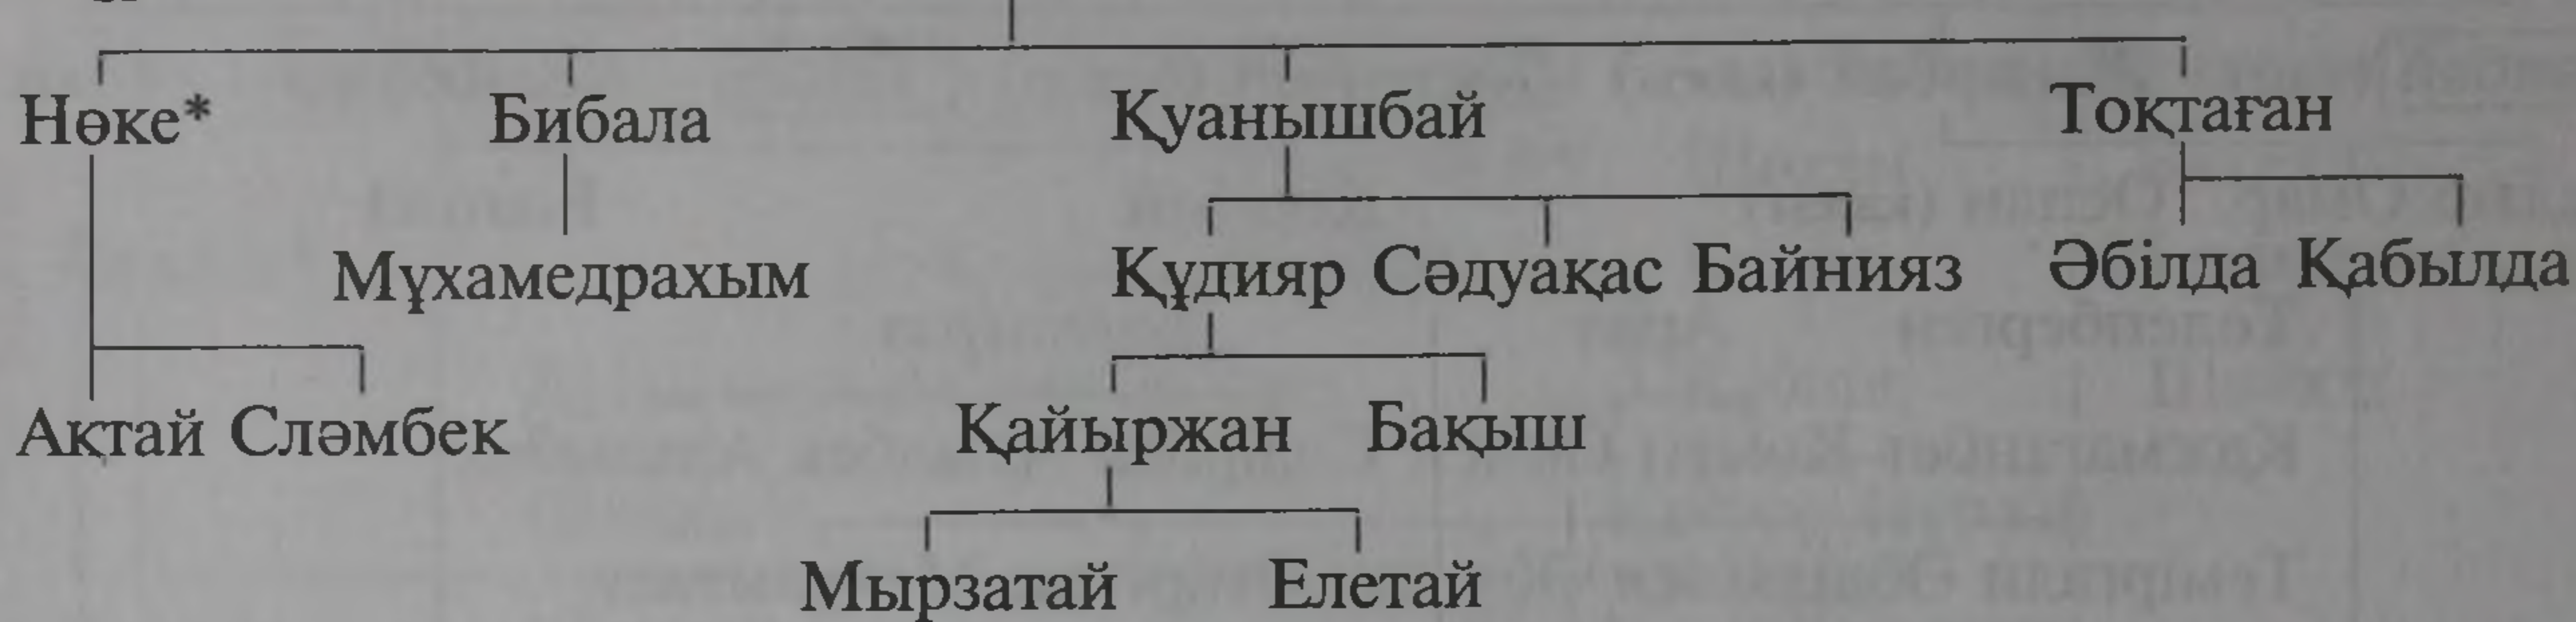 Нөке* Бибала Қуанышбай Тоқтаған
Мұхамедрахым Құдияр Сәдуақас Байнияз Әбілда Қабылда
Ақтай Сләмбек Қайыржан Бақыш
Мырзатай Елетай